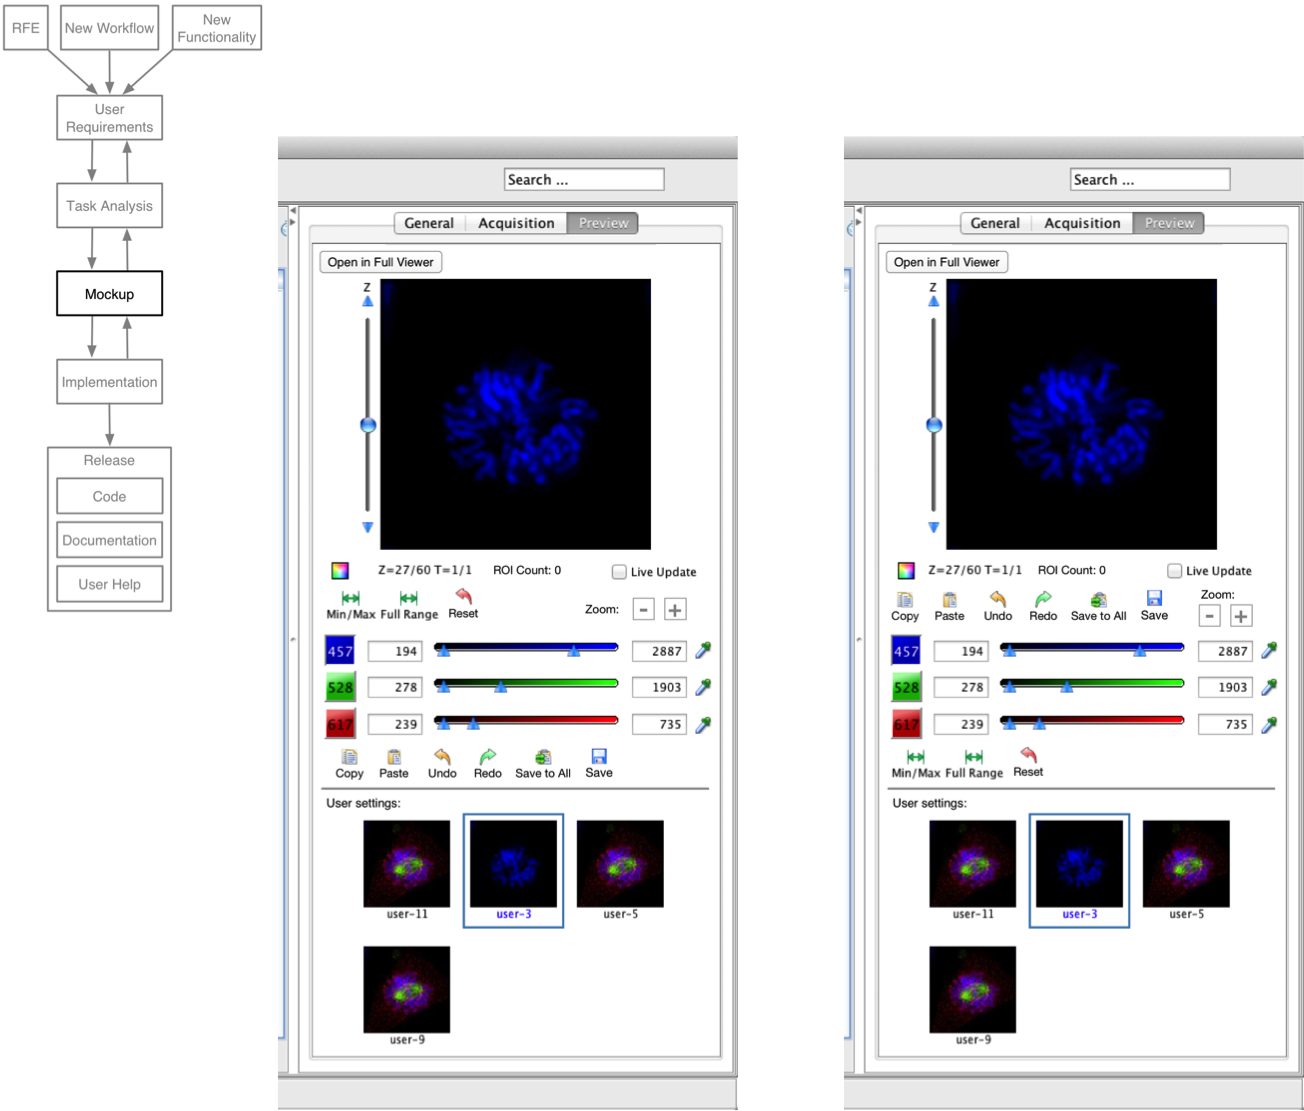 RFE
New Workflow
New
Functionality
User
Requirements
Task Analysis
Mockup
Implementation
Release
Code
Documentation
User Help
Search ...
General Acquisition Preview
Open in Full Viewer
Z
Z=27/60 T=1/1 ROI Count: 0 Live Update
Min/Max Full Range Reset Zoom: - +
457 194 2887
528 278 1903
617 239 735
Copy Paste Undo Redo Save to All Save
User settings:
user-11 user-3 user-5
user-9
Search ...
General Acquisition Preview
Open in Full Viewer
Z
Z=27/60 T=1/1 ROI Count: 0 Live Update
Zoom:
Copy Paste Undo Redo Save to All Save - +
457 194 2887
528 278 1903
617 239 735
Min/Max Full Range Reset
User settings:
user-11 user-3 user-5
user-9